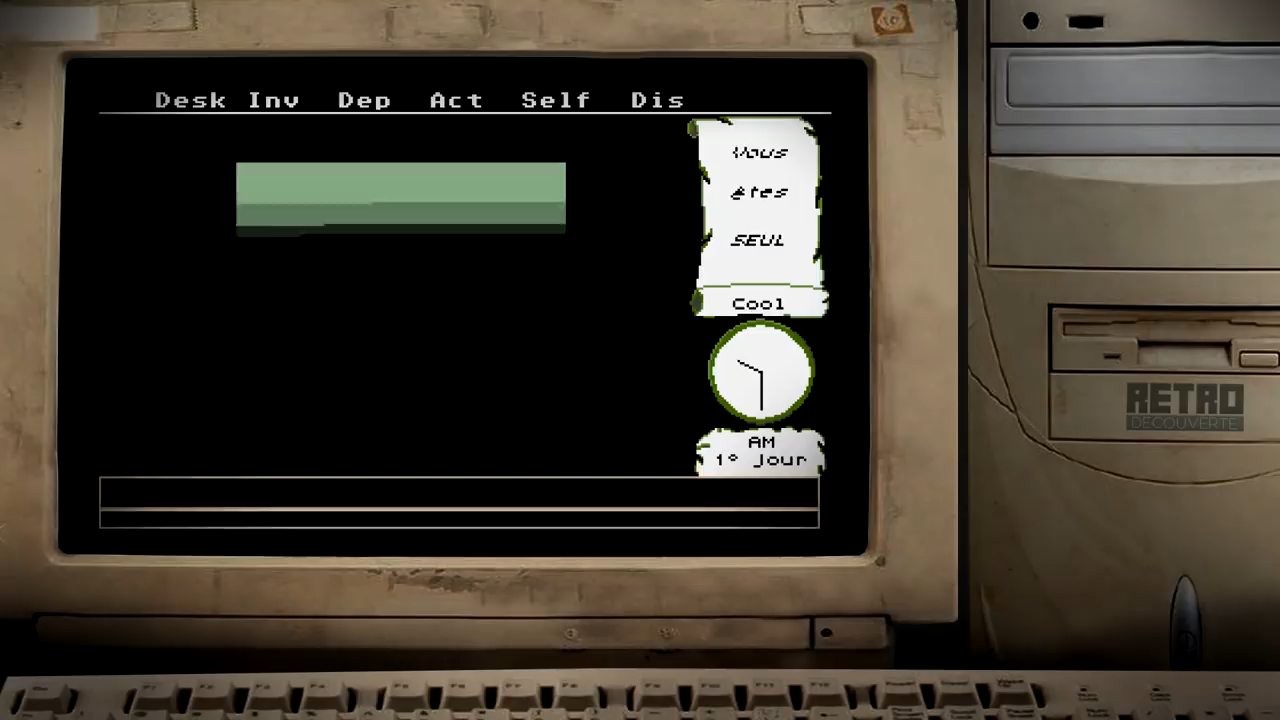 Desk Inv Dep Act Self Dis
Vous
êtes
SEUL
Cool
AM
1° jour
RETRO
DECOUVERTE